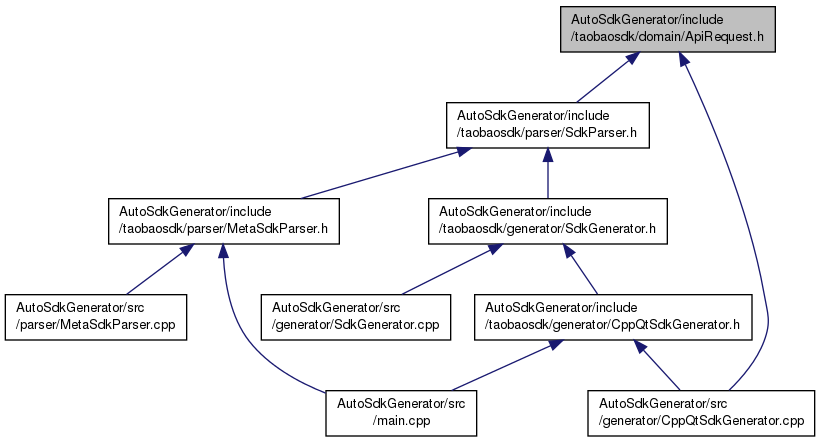 AutoSdkGenerator/include
/taobaosdk/domain/ApiRequest.h
AutoSdkGenerator/include
/taobaosdk/parser/SdkParser.h
AutoSdkGenerator/include
/taobaosdk/parser/MetaSdkParser.h
AutoSdkGenerator/include
/taobaosdk/generator/SdkGenerator.h
AutoSdkGenerator/src
/parser/MetaSdkParser.cpp
AutoSdkGenerator/src
/generator/SdkGenerator.cpp
AutoSdkGenerator/include
/taobaosdk/generator/CppQtSdkGenerator.h
AutoSdkGenerator/src
/main.cpp
AutoSdkGenerator/src
/generator/CppQtSdkGenerator.cpp